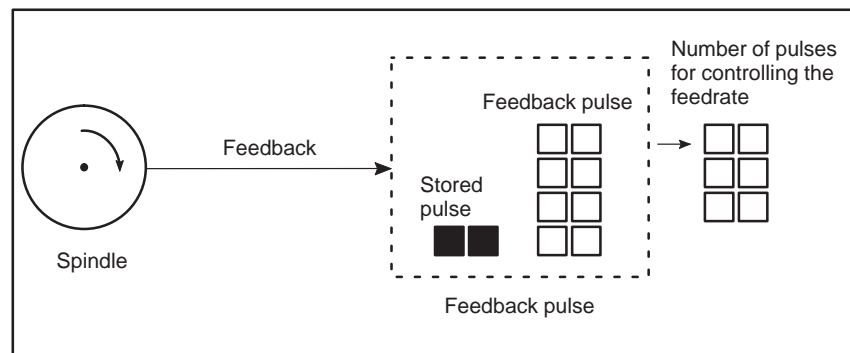 Spindle
Feedback
Stored
pulse
Feedback pulse
Feedback pulse
Number of pulses
for controlling the
feedrate